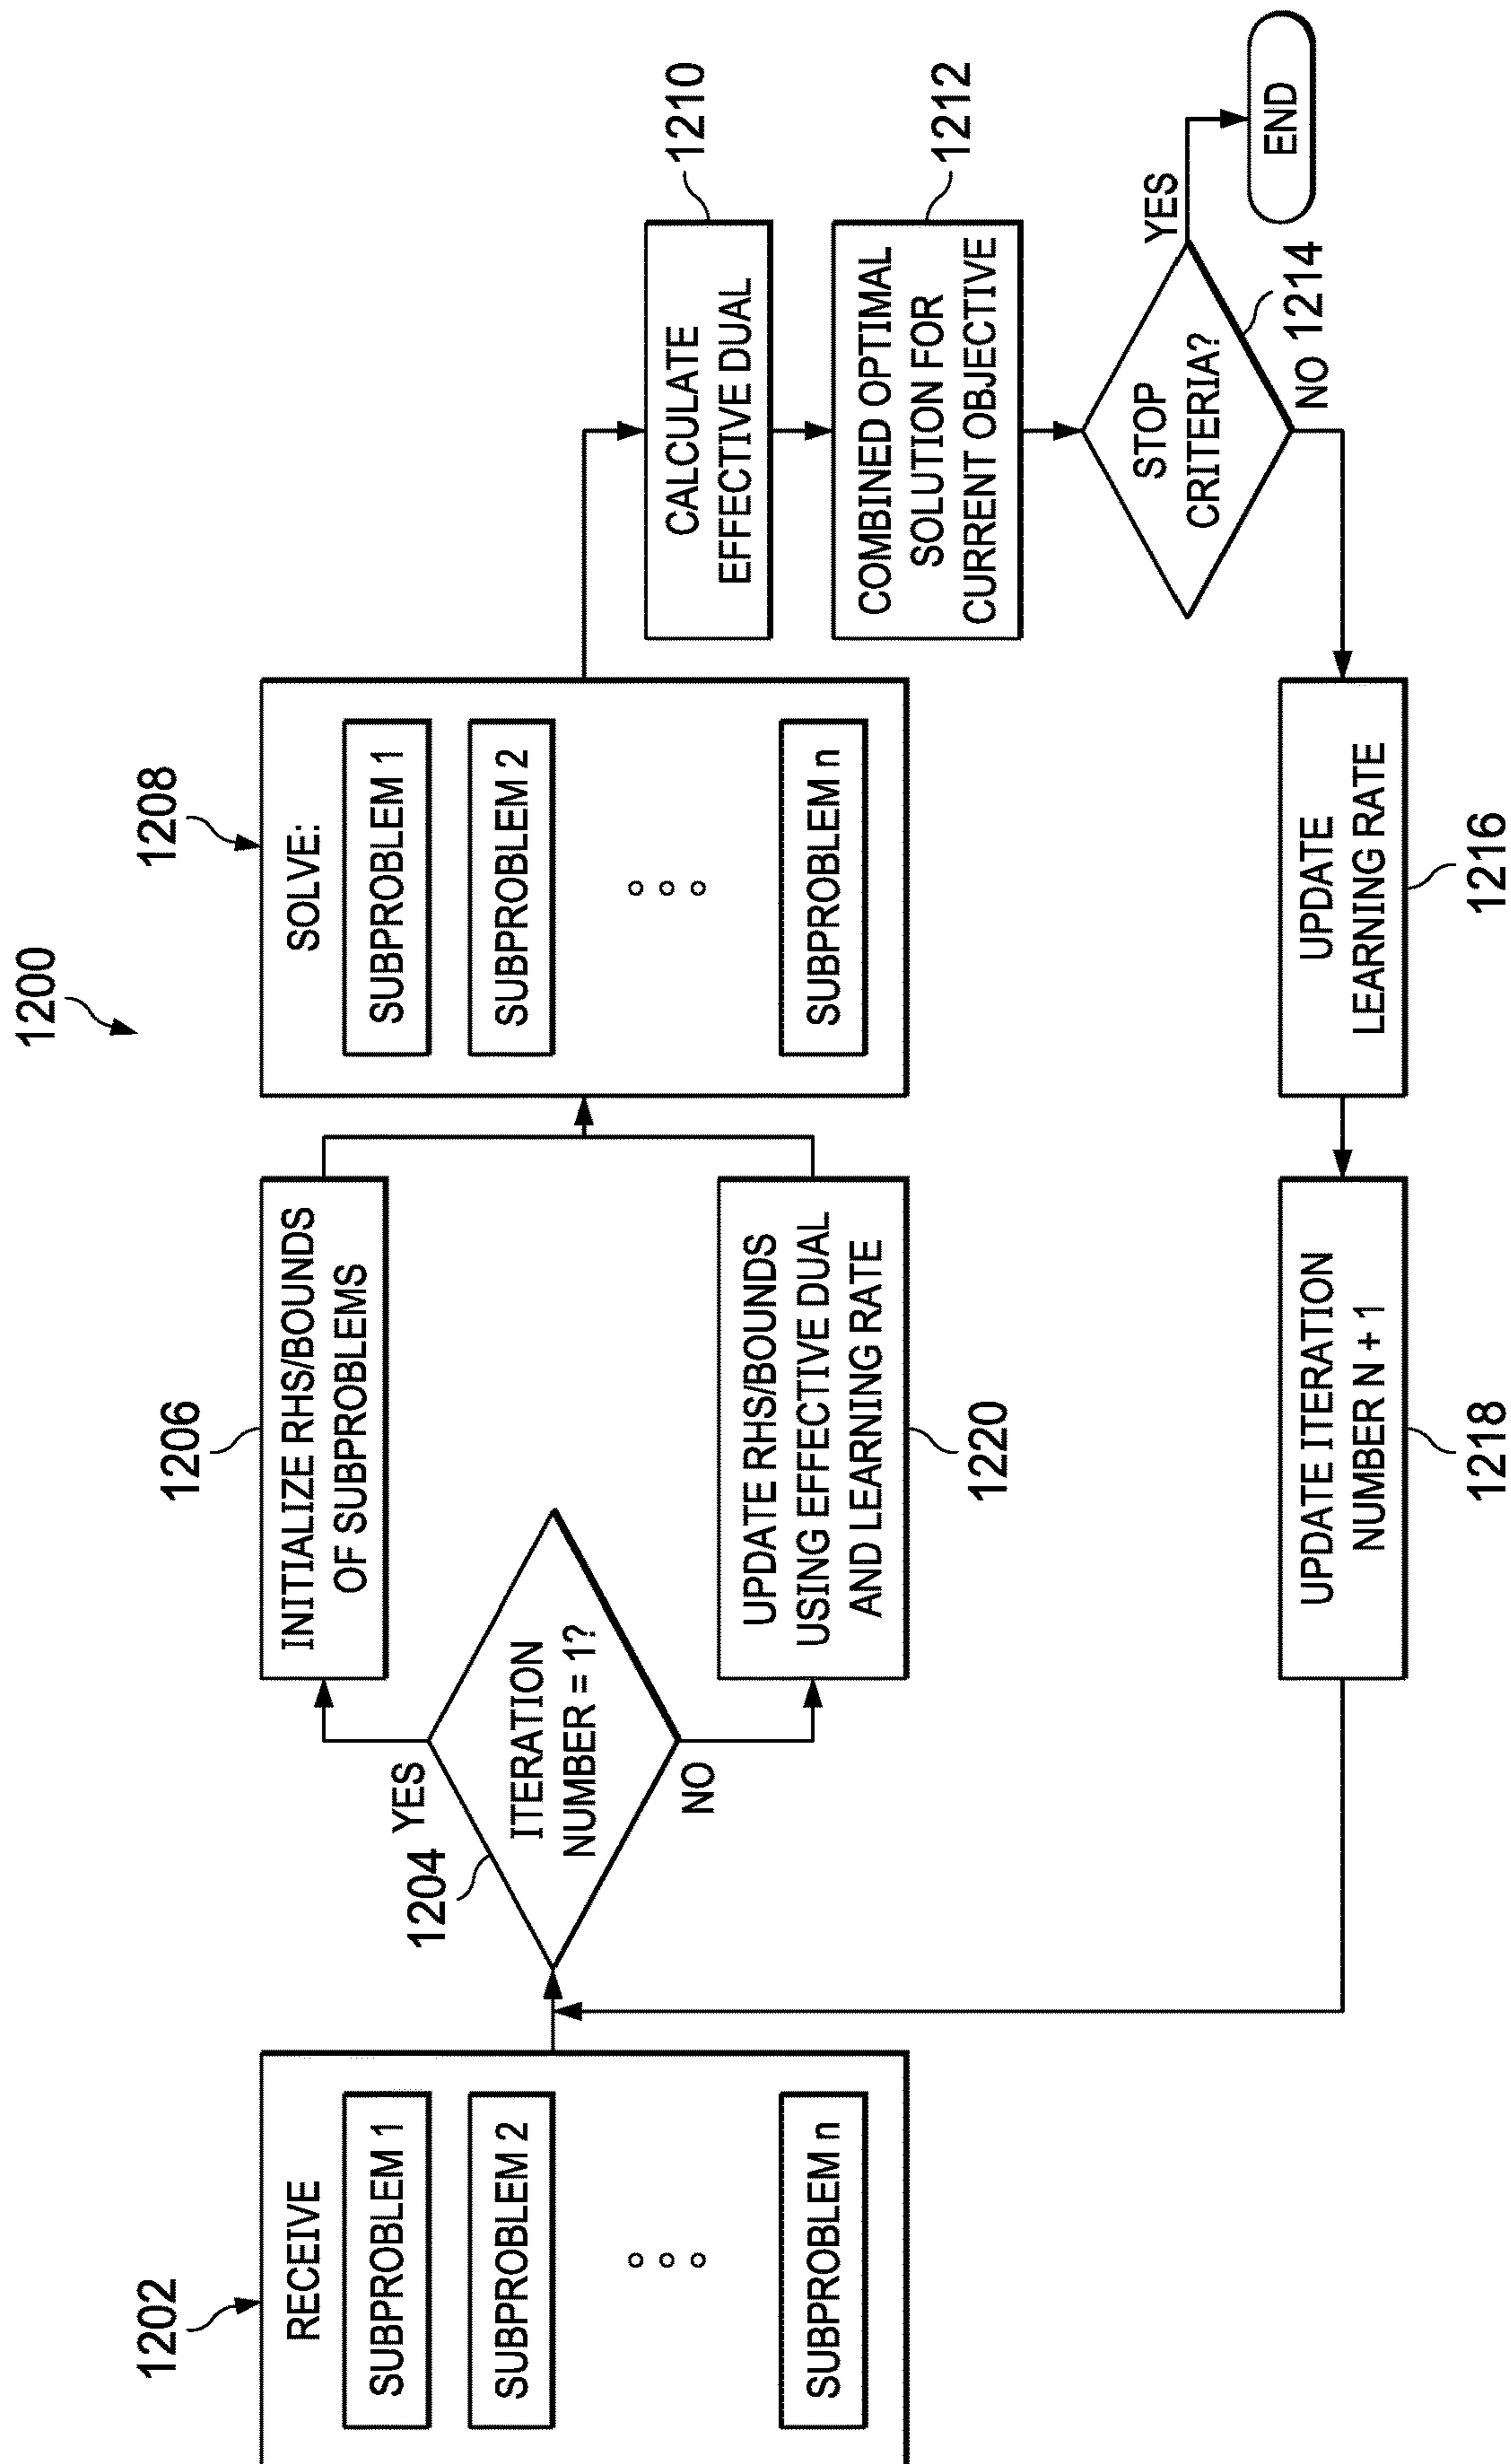 1200
1202
RECEIVE
SUBPROBLEM 1
SUBPROBLEM 2
SUBPROBLEM n
1204
YES
ITERATION
NUMBER = 1?
NO
1206
INITIALIZE RHS/BOUNDS
OF SUBPROBLEMS
UPDATE RHS/BOUNDS
USING EFFECTIVE DUAL
AND LEARNING RATE
1220
1208
SOLVE:
SUBPROBLEM 1
SUBPROBLEM 2
SUBPROBLEM n
CALCULATE
EFFECTIVE DUAL
1210
COMBINED OPTIMAL
SOLUTION FOR
CURRENT OBJECTIVE
1212
STOP
CRITERIA?
YES
NO
1214
END
UPDATE
LEARNING RATE
1216
UPDATE ITERATION
NUMBER N + 1
1218